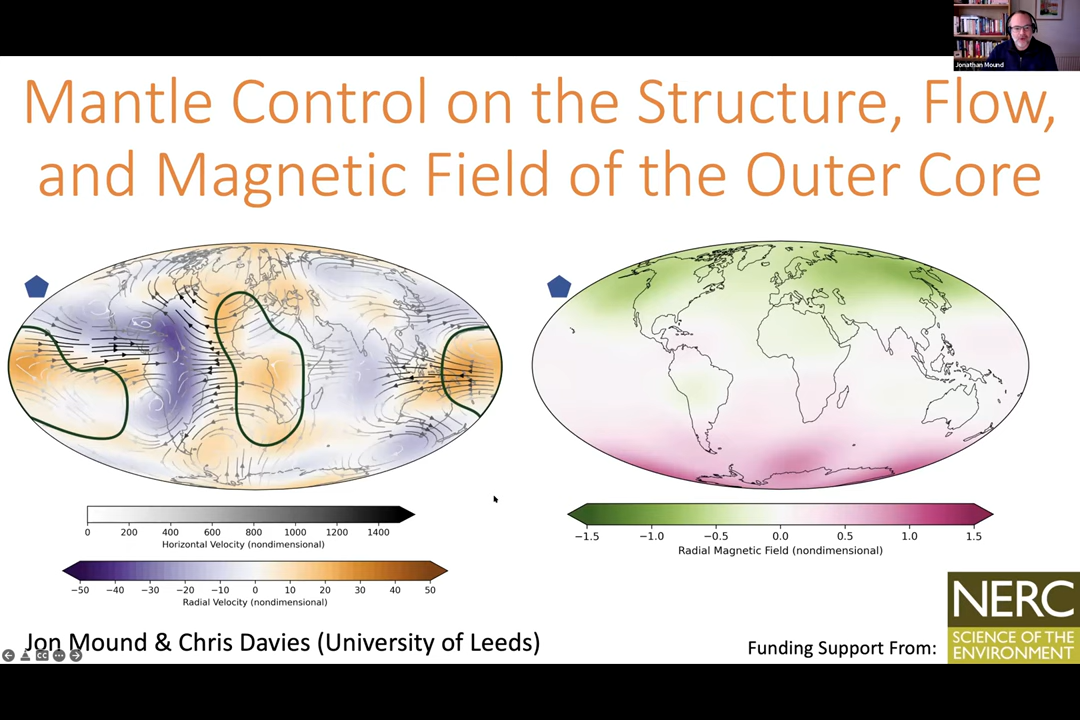 Jonathan Mound
Mantle Control on the Structure, Flow,
and Magnetic Field of the Outer Core
0 200 400 600 800 1000 1200 1400
Horizontal Velocity (nondimensional)
−50 −40 −30 −20 −10 0 10 20 30 40 50
Radial Velocity (nondimensional)
−1.5 −1.0 −0.5 0.0 0.5 1.0 1.5
Radial Magnetic Field (nondimensional)
Jon Mound & Chris Davies (University of Leeds)
CC
Funding Support From:
NERC
SCIENCE OF THE
ENVIRONMENT